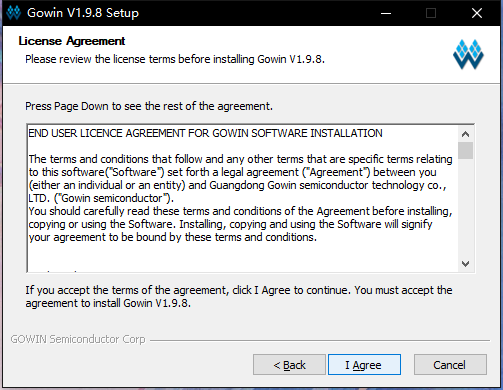 Gowin V1.9.8 Setup
License Agreement
Please review the license terms before installing Gowin V1.9.8.
Press Page Down to see the rest of the agreement.
END USER LICENCE AGREEMENT FOR GOWIN SOFTWARE INSTALLATION
The terms and conditions that follow and any other terms that are specific terms relating
to this software("Software") set forth a legal agreement ("Agreement") between you
(either an individual or an entity) and Guangdong Gowin semiconductor technology co.,
LTD. ("Gowin semiconductor").
You should carefully read these terms and conditions of the Agreement before installing,
copying or using the Software. Installing, copying and using the Software will signify
your agreement to be bound by these terms and conditions.
If you accept the terms of the agreement, click I Agree to continue. You must accept the
agreement to install Gowin V1.9.8.
GOWIN Semiconductor Corp
< Back
I Agree
Cancel